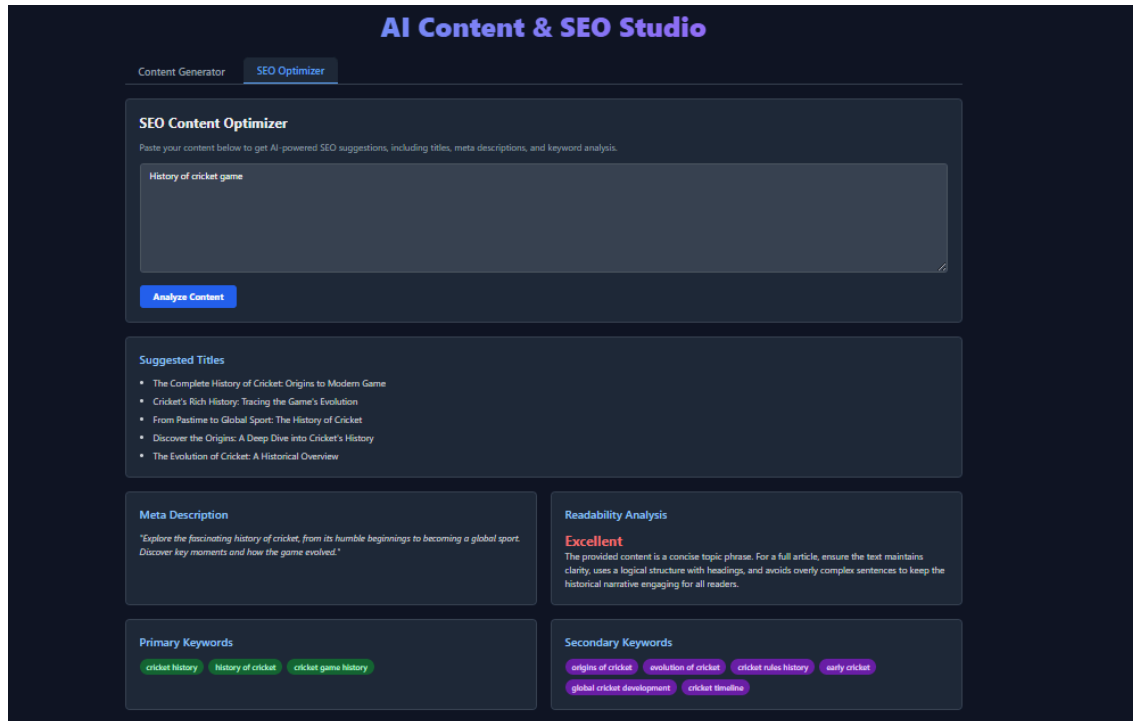 AI Content & SEO Studio
Content Generator
SEO Optimizer
SEO Content Optimizer
Paste your content below to get AI-powered SEO suggestions, including titles, meta descriptions, and keyword analysis.
History of cricket game
Analyze Content
Suggested Titles
• The Complete History of Cricket: Origins to Modern Game
• Cricket's Rich History: Tracing the Game's Evolution
• From Pastime to Global Sport: The History of Cricket
• Discover the Origins: A Deep Dive into Cricket's History
• The Evolution of Cricket: A Historical Overview
Meta Description
"Explore the fascinating history of cricket, from its humble beginnings to becoming a global sport.
Discover key moments and how the game evolved."
Readability Analysis
Excellent
The provided content is a concise topic phrase. For a full article, ensure the text maintains
clarity, uses a logical structure with headings, and avoids overly complex sentences to keep the
historical narrative engaging for all readers.
Primary Keywords
cricket history
history of cricket
cricket game history
Secondary Keywords
origins of cricket
evolution of cricket
cricket rules history
early cricket
global cricket development
cricket timeline